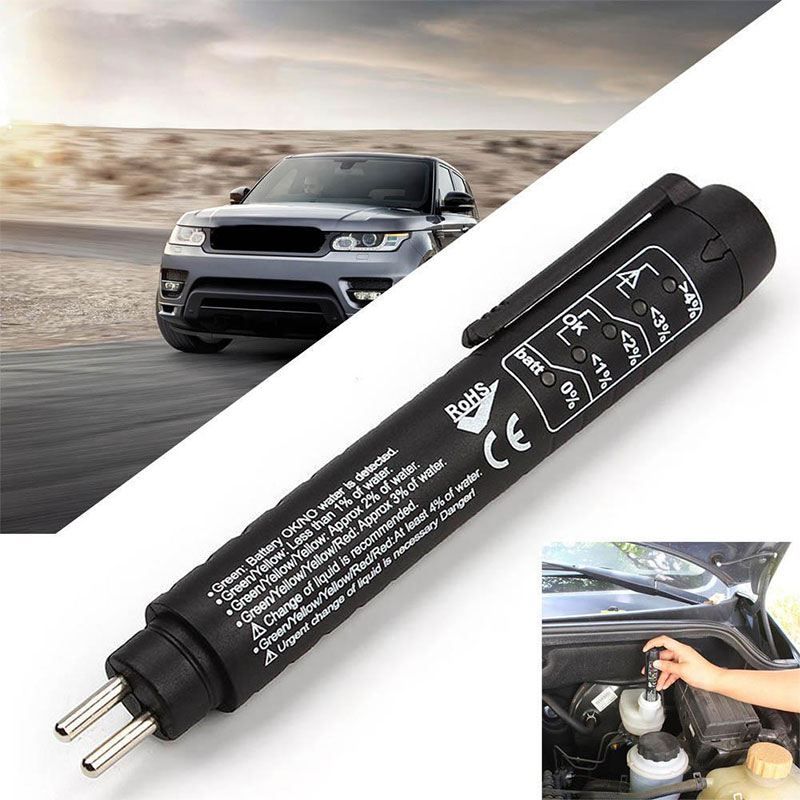 >4%
<3%
<2%
OK
<1%
batt
0%
RoHS
CE
• Green: Battery OK/NO water is detected.
• Green/Yellow: Less than 1% of water.
• Green/Yellow/Yellow: Approx 2% of water.
• Green/Yellow/Yellow/Red: Approx 3% of water.
Change of liquid is recommended.
• Green/Yellow/Yellow/Red/Red: At least 4% of water.
Urgent change of liquid is necessary Danger!